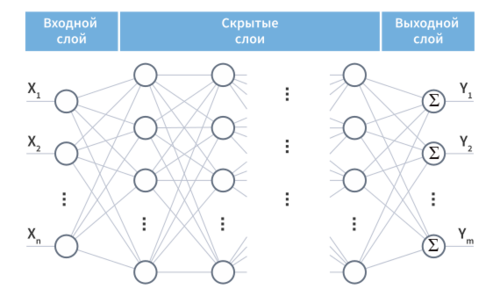 Входной
слой
Скрытые
слои
Выходной
слой
X₁
X₂
Xₙ
Σ
Σ
Σ
Y₁
Y₂
Yₘ